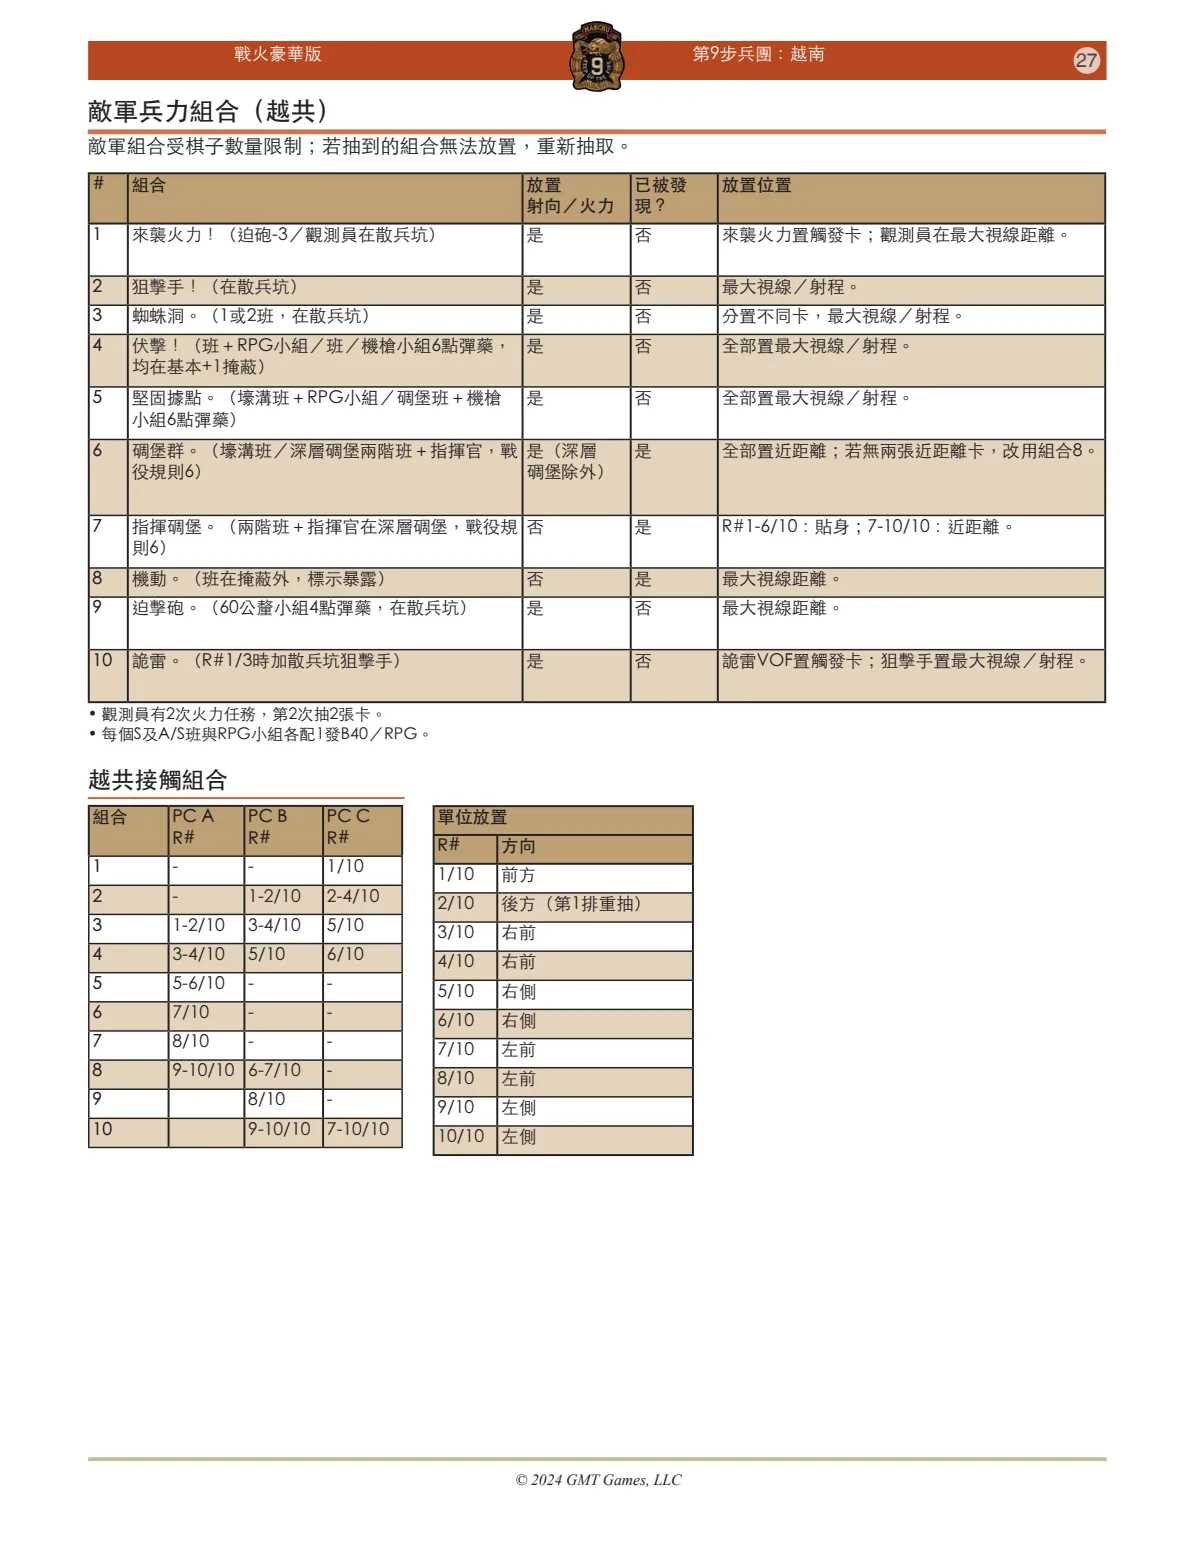 戰火豪華版
第9步兵團：越南
27
MANCHU
9
敵軍兵力組合（越共）
敵軍組合受棋子數量限制；若抽到的組合無法放置，重新抽取。
# 組合 放置 已被發 放置位置
射向／火力 現？
1 來襲火力！（迫砲-3／觀測員在散兵坑） 是 否 來襲火力置觸發卡；觀測員在最大視線距離。
2 狙擊手！（在散兵坑） 是 否 最大視線／射程。
3 蜘蛛洞。（1或2班，在散兵坑） 是 否 分置不同卡，最大視線／射程。
4 伏擊！（班＋RPG小組／班／機槍小組6點彈藥， 是 否 全部置最大視線／射程。
均在基本+1掩蔽）
5 堅固據點。（壕溝班＋RPG小組／碉堡班＋機槍 是 否 全部置最大視線／射程。
小組6點彈藥）
6 碉堡群。（壕溝班／深層碉堡兩階班＋指揮官，戰 是（深層 是 全部置近距離；若無兩張近距離卡，改用組合8。
役規則6） 碉堡除外）
7 指揮碉堡。（兩階班＋指揮官在深層碉堡，戰役規 否 是 R#1-6/10：貼身；7-10/10：近距離。
則6）
8 機動。（班在掩蔽外，標示暴露） 否 是 最大視線距離。
9 迫擊砲。（60公釐小組4點彈藥，在散兵坑） 是 否 最大視線距離。
10 詭雷。（R#1/3時加散兵坑狙擊手） 是 否 詭雷VOF置觸發卡；狙擊手置最大視線／射程。
• 觀測員有2次火力任務，第2次抽2張卡。
• 每個S及A/S班與RPG小組各配1發B40／RPG。
越共接觸組合
組合 PC A PC B PC C
R# R# R#
1 - - 1/10
2 - 1-2/10 2-4/10
3 1-2/10 3-4/10 5/10
4 3-4/10 5/10 6/10
5 5-6/10 - -
6 7/10 - -
7 8/10 - -
8 9-10/10 6-7/10 -
9 8/10 -
10 9-10/10 7-10/10
單位放置
R# 方向
1/10 前方
2/10 後方（第1排重抽）
3/10 右前
4/10 右前
5/10 右側
6/10 右側
7/10 左前
8/10 左前
9/10 左側
10/10 左側
© 2024 GMT Games, LLC